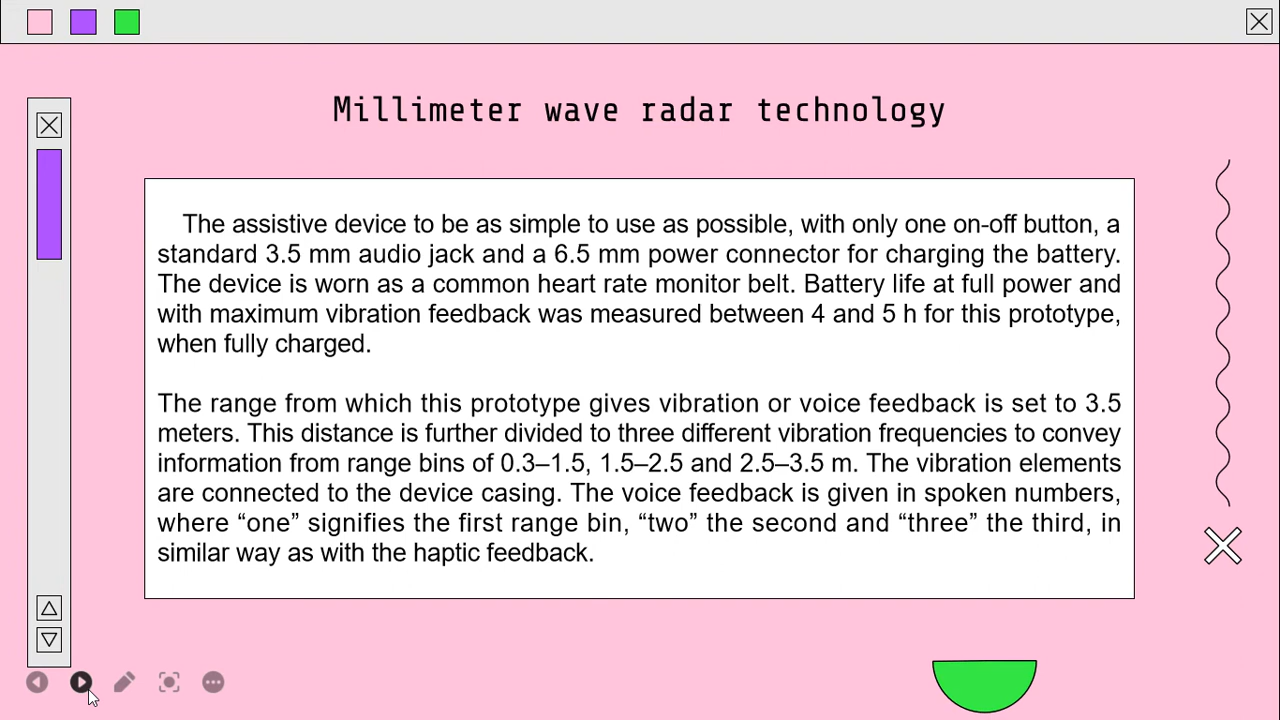 Millimeter wave radar technology
The assistive device to be as simple to use as possible, with only one on-off button, a
standard 3.5 mm audio jack and a 6.5 mm power connector for charging the battery.
The device is worn as a common heart rate monitor belt. Battery life at full power and
with maximum vibration feedback was measured between 4 and 5 h for this prototype,
when fully charged.
The range from which this prototype gives vibration or voice feedback is set to 3.5
meters. This distance is further divided to three different vibration frequencies to convey
information from range bins of 0.3–1.5, 1.5–2.5 and 2.5–3.5 m. The vibration elements
are connected to the device casing. The voice feedback is given in spoken numbers,
where “one” signifies the first range bin, “two” the second and “three” the third, in
similar way as with the haptic feedback.